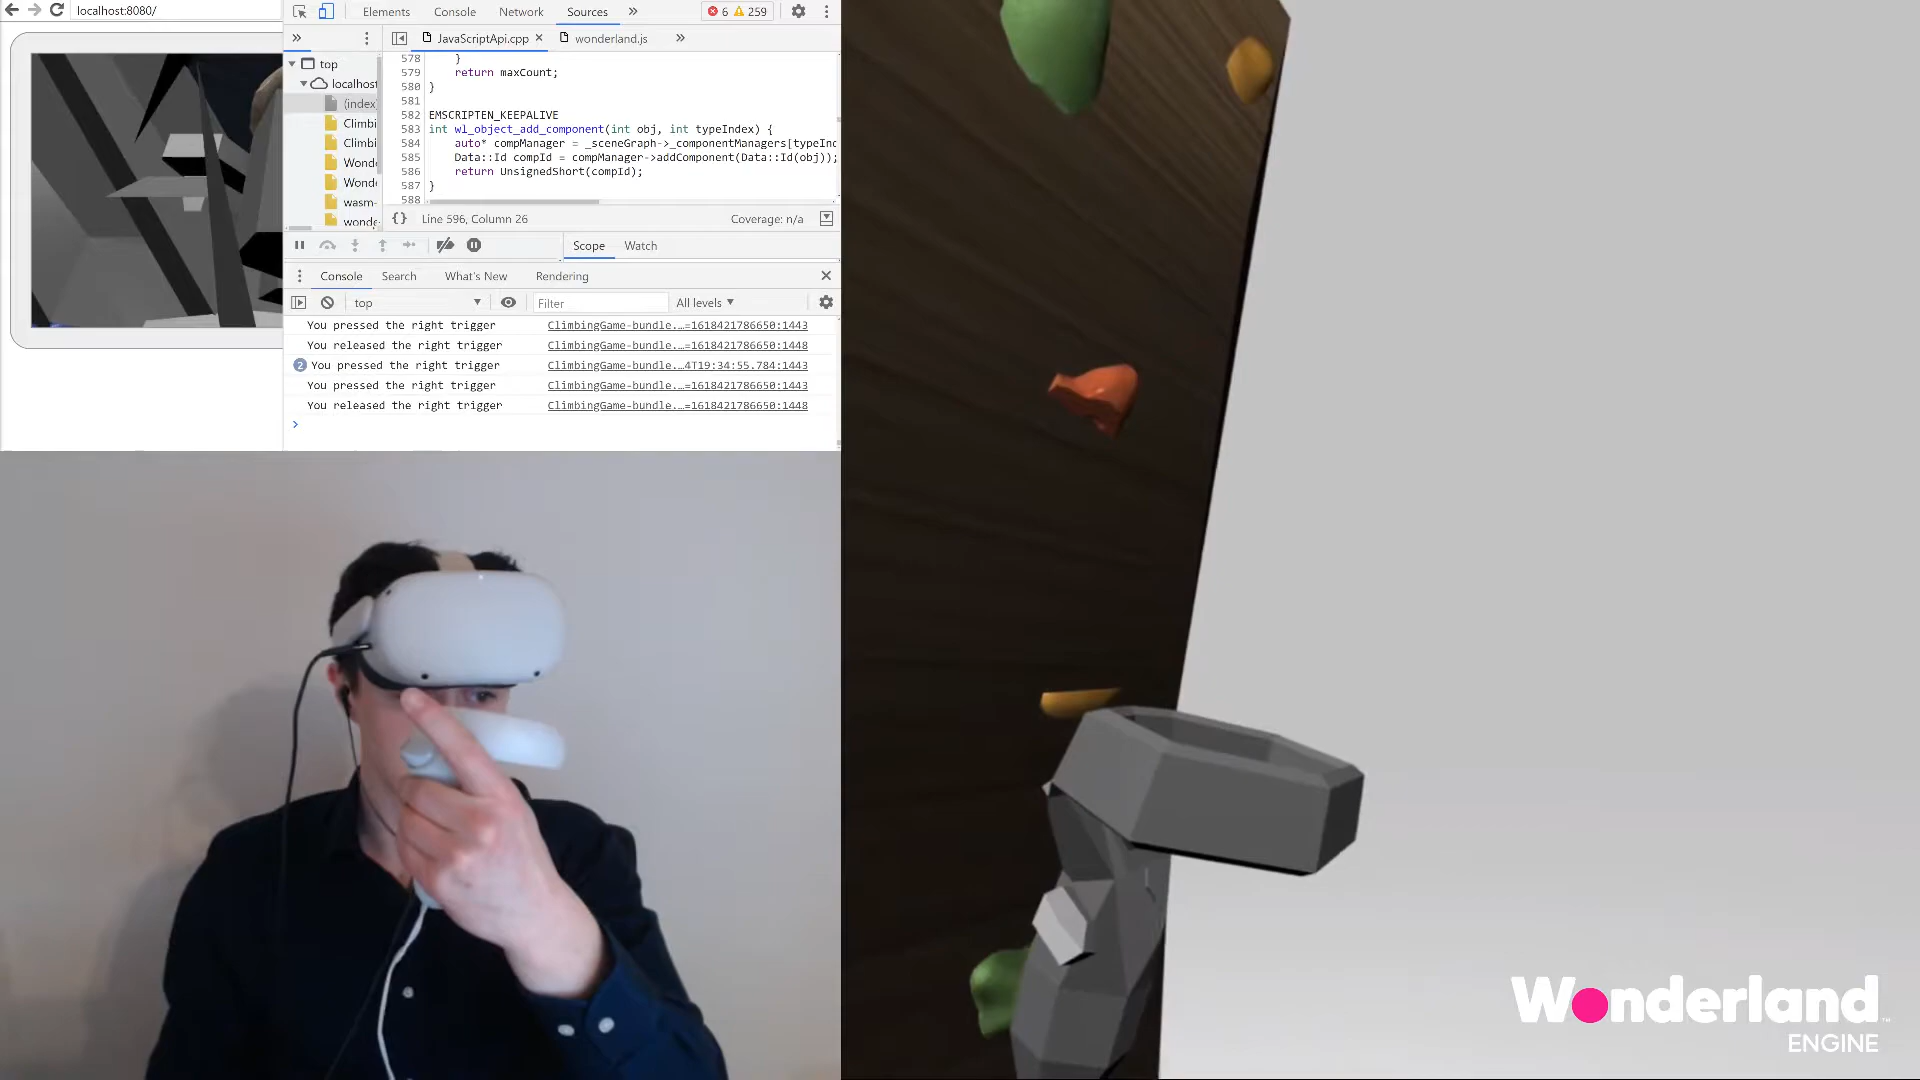 localhost:8080/
Elements Console Network Sources 6 259
JavaScriptApi.cpp wonderland.js
top
localhost
(index)
Climbi
Climbi
Wond
Wond
wasm-
wonde
578 }
579 return maxCount;
580 }
581
582 EMSCRIPTEN_KEEPALIVE
583 int wl_object_add_component(int obj, int typeIndex) {
584 auto* compManager = _sceneGraph->_componentManagers[typeInd
585 Data::Id compId = compManager->addComponent(Data::Id(obj));
586 return UnsignedShort(compId);
587 }
588
{} Line 596, Column 26 Coverage: n/a
Scope Watch
Console Search What's New Rendering
top Filter All levels
You pressed the right trigger ClimbingGame-bundle.…=1618421786650:1443
You released the right trigger ClimbingGame-bundle.…=1618421786650:1448
2 You pressed the right trigger ClimbingGame-bundle.…4T19:34:55.784:1443
You pressed the right trigger ClimbingGame-bundle.…=1618421786650:1443
You released the right trigger ClimbingGame-bundle.…=1618421786650:1448
Wonderland™
ENGINE